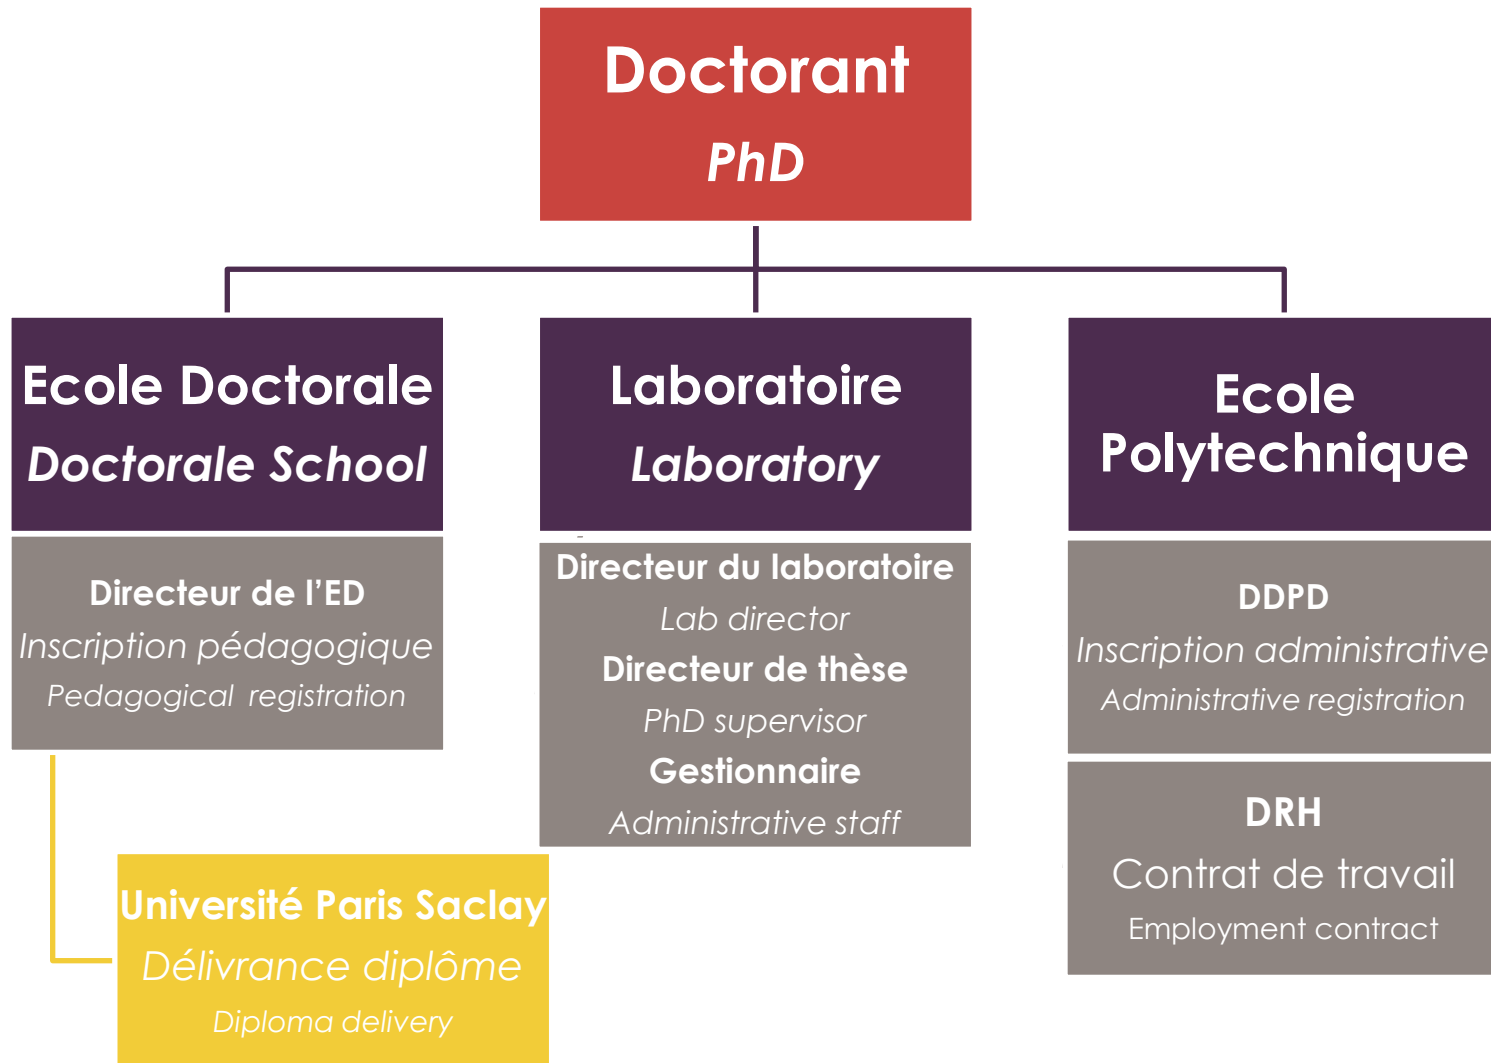 Doctorant
PhD
Ecole Doctorale
Doctorale School
Directeur de l’ED
Inscription pédagogique
Pedagogical registration
Université Paris Saclay
Délivrance diplôme
Diploma delivery
Laboratoire
Laboratory
Directeur du laboratoire
Lab director
Directeur de thèse
PhD supervisor
Gestionnaire
Administrative staff
Ecole
Polytechnique
DDPD
Inscription administrative
Administrative registration
DRH
Contrat de travail
Employment contract